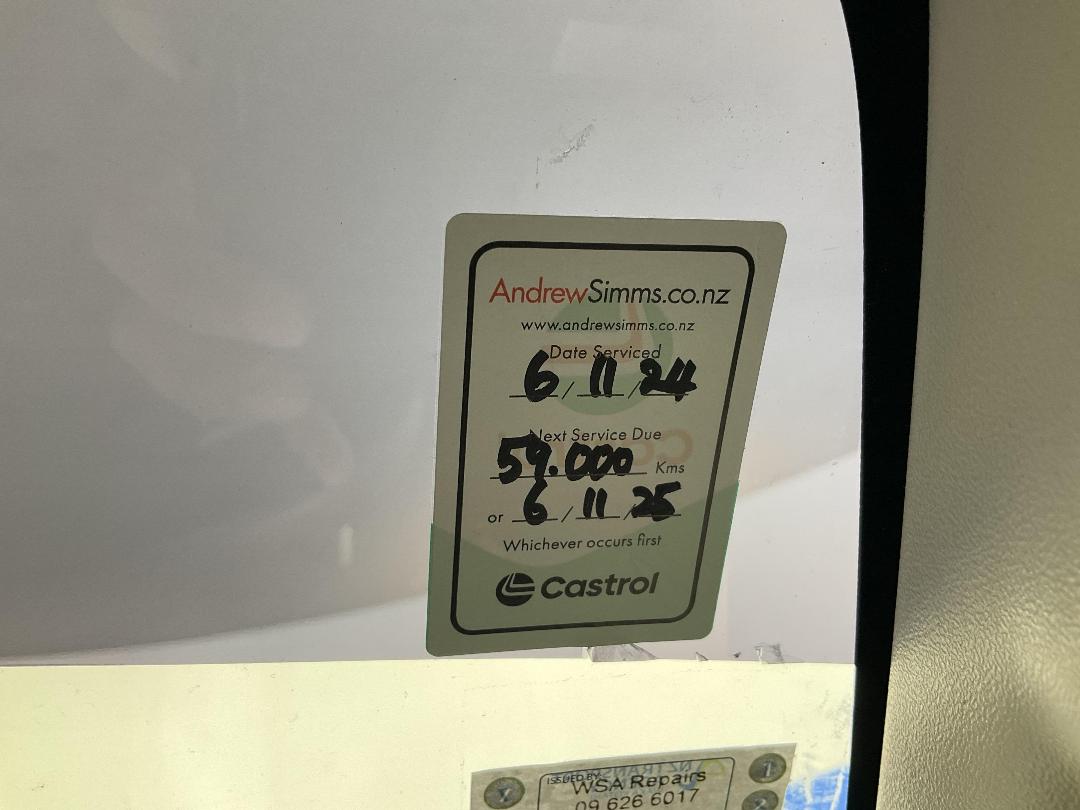 AndrewSimms.co.nz
www.andrewsimms.co.nz
Date Serviced
6 / 11 / 24
Next Service Due
59.000 Kms
or 6 / 11 / 25
Whichever occurs first
Castrol
ISSUED BY
WSA Repairs
09 626 6017